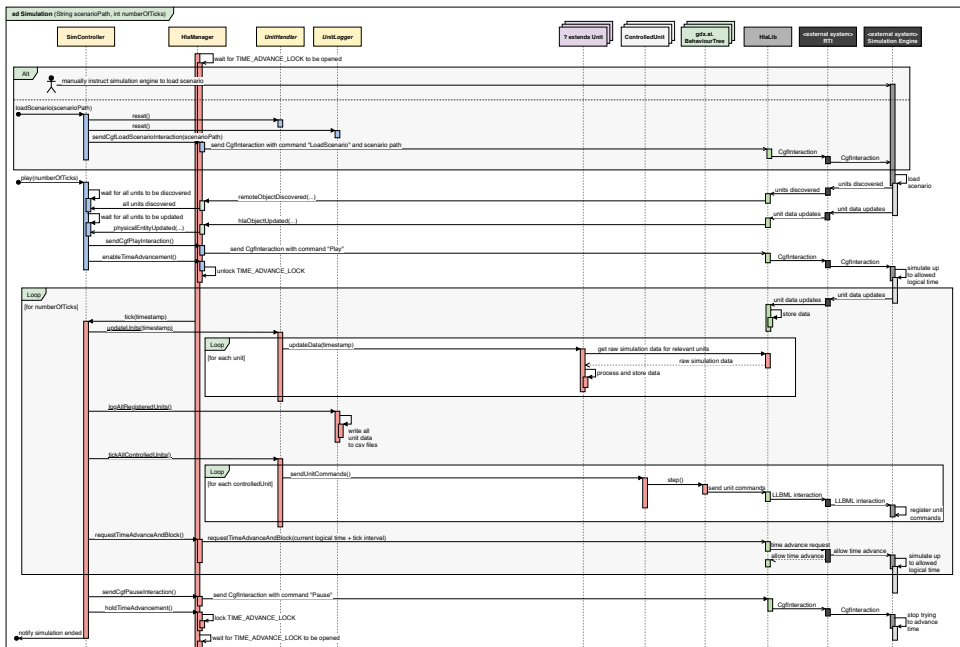 sd Simulation (String scenarioPath, int numberOfTicks)
SimController
HlaManager
UnitHandler
UnitLogger
? extends Unit
ControlledUnit
gdx.ai.
BehaviourTree
HlaLib
<external system>
RTI
<external system>
Simulation Engine
wait for TIME_ADVANCE_LOCK to be opened
Alt
manually instruct simulation engine to load scenario
loadScenario(scenarioPath)
reset()
reset()
sendCgfLoadScenarioInteraction(scenarioPath)
send CgfInteraction with command "LoadScenario" and scenario path
CgfInteraction
CgfInteraction
play(numberOfTicks)
load
scenario
wait for all units to be discovered
units discovered
units discovered
remoteObjectDiscovered(...)
all units discovered
wait for all units to be updated
unit data updates
unit data updates
hlaObjectUpdated(...)
physicalEntityUpdated(...)
sendCgfPlayInteraction()
send CgfInteraction with command "Play"
CgfInteraction
CgfInteraction
enableTimeAdvancement()
unlock TIME_ADVANCE_LOCK
simulate up
to allowed
logical time
Loop
[for numberOfTicks]
unit data updates
unit data updates
store data
tick(timestamp)
updateUnits(timestamp)
Loop
[for each unit]
updateData(timestamp)
get raw simulation data for relevant units
raw simulation data
process and store data
logAllRegisteredUnits()
write all
unit data
to csv files
tickAllControlledUnits()
Loop
[for each controlledUnit]
sendUnitCommands()
step()
send unit commands
LLBML interaction
LLBML interaction
register unit
commands
requestTimeAdvanceAndBlock()
requestTimeAdvanceAndBlock(current logical time + tick interval)
time advance request
allow time advance
allow time advance
simulate up
to allowed
logical time
sendCgfPauseInteraction()
send CgfInteraction with command "Pause"
CgfInteraction
CgfInteraction
holdTimeAdvancement()
lock TIME_ADVANCE_LOCK
stop trying
to advance
time
notify simulation ended
wait for TIME_ADVANCE_LOCK to be opened